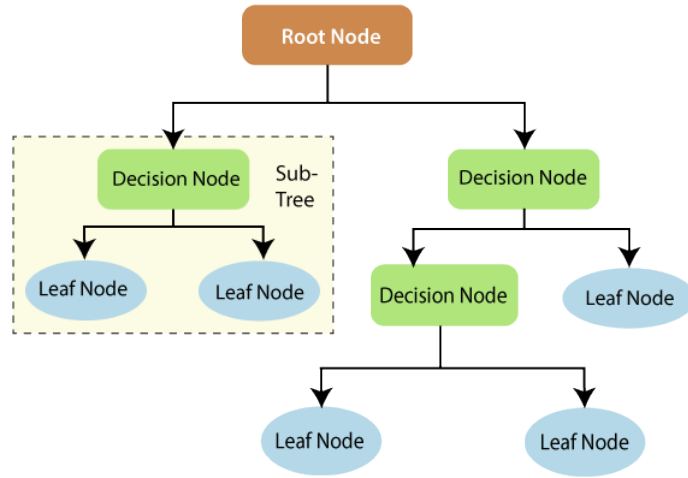 Root Node
Decision Node
Sub-
Tree
Decision Node
Leaf Node
Leaf Node
Decision Node
Leaf Node
Leaf Node
Leaf Node